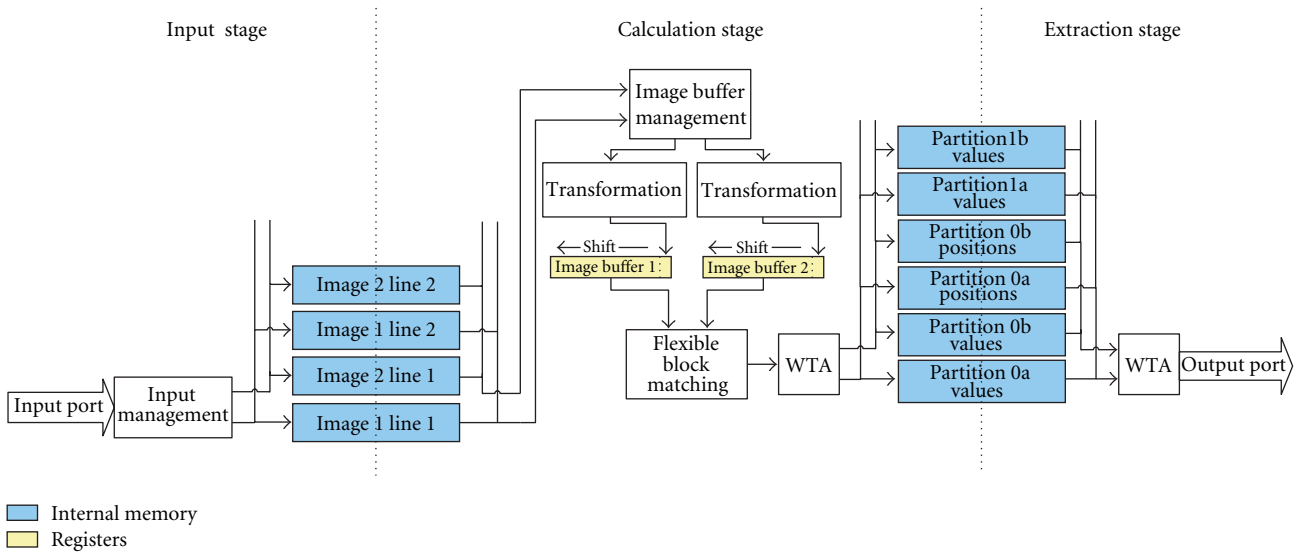 Input stage
Calculation stage
Extraction stage
Image buffer
management
Transformation
Transformation
Shift
Shift
Image buffer 1:
Image buffer 2:
Flexible
block
matching
WTA
Input port
Input
management
Image 2 line 2
Image 1 line 2
Image 2 line 1
Image 1 line 1
Partition1b
values
Partition1a
values
Partition 0b
positions
Partition 0a
positions
Partition 0b
values
Partition 0a
values
WTA
Output port
Internal memory
Registers